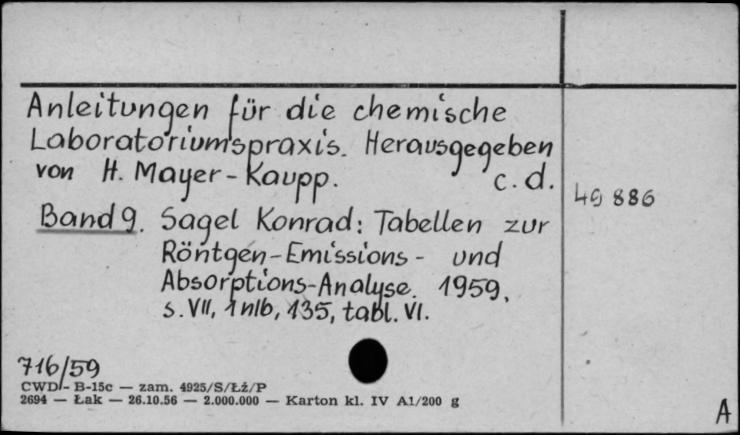 Anleitungen für die chemische
Laboratoriumspraxis. Herausgegeben
von H. Mayer-Kaupp. c.d.
49 886
Band 9. Sagel Konrad: Tabellen zur
Röntgen-Emissions- und
Absorptions-Analyse. 1959,
s. VII, 1 nlb, 135, tabl. VI.
716/59
CWD - B-15c — zam. 4925/S/Łż/P
2694 — Łak — 26.10.56 — 2.000.000 — Karton kl. IV A1/200 g
A